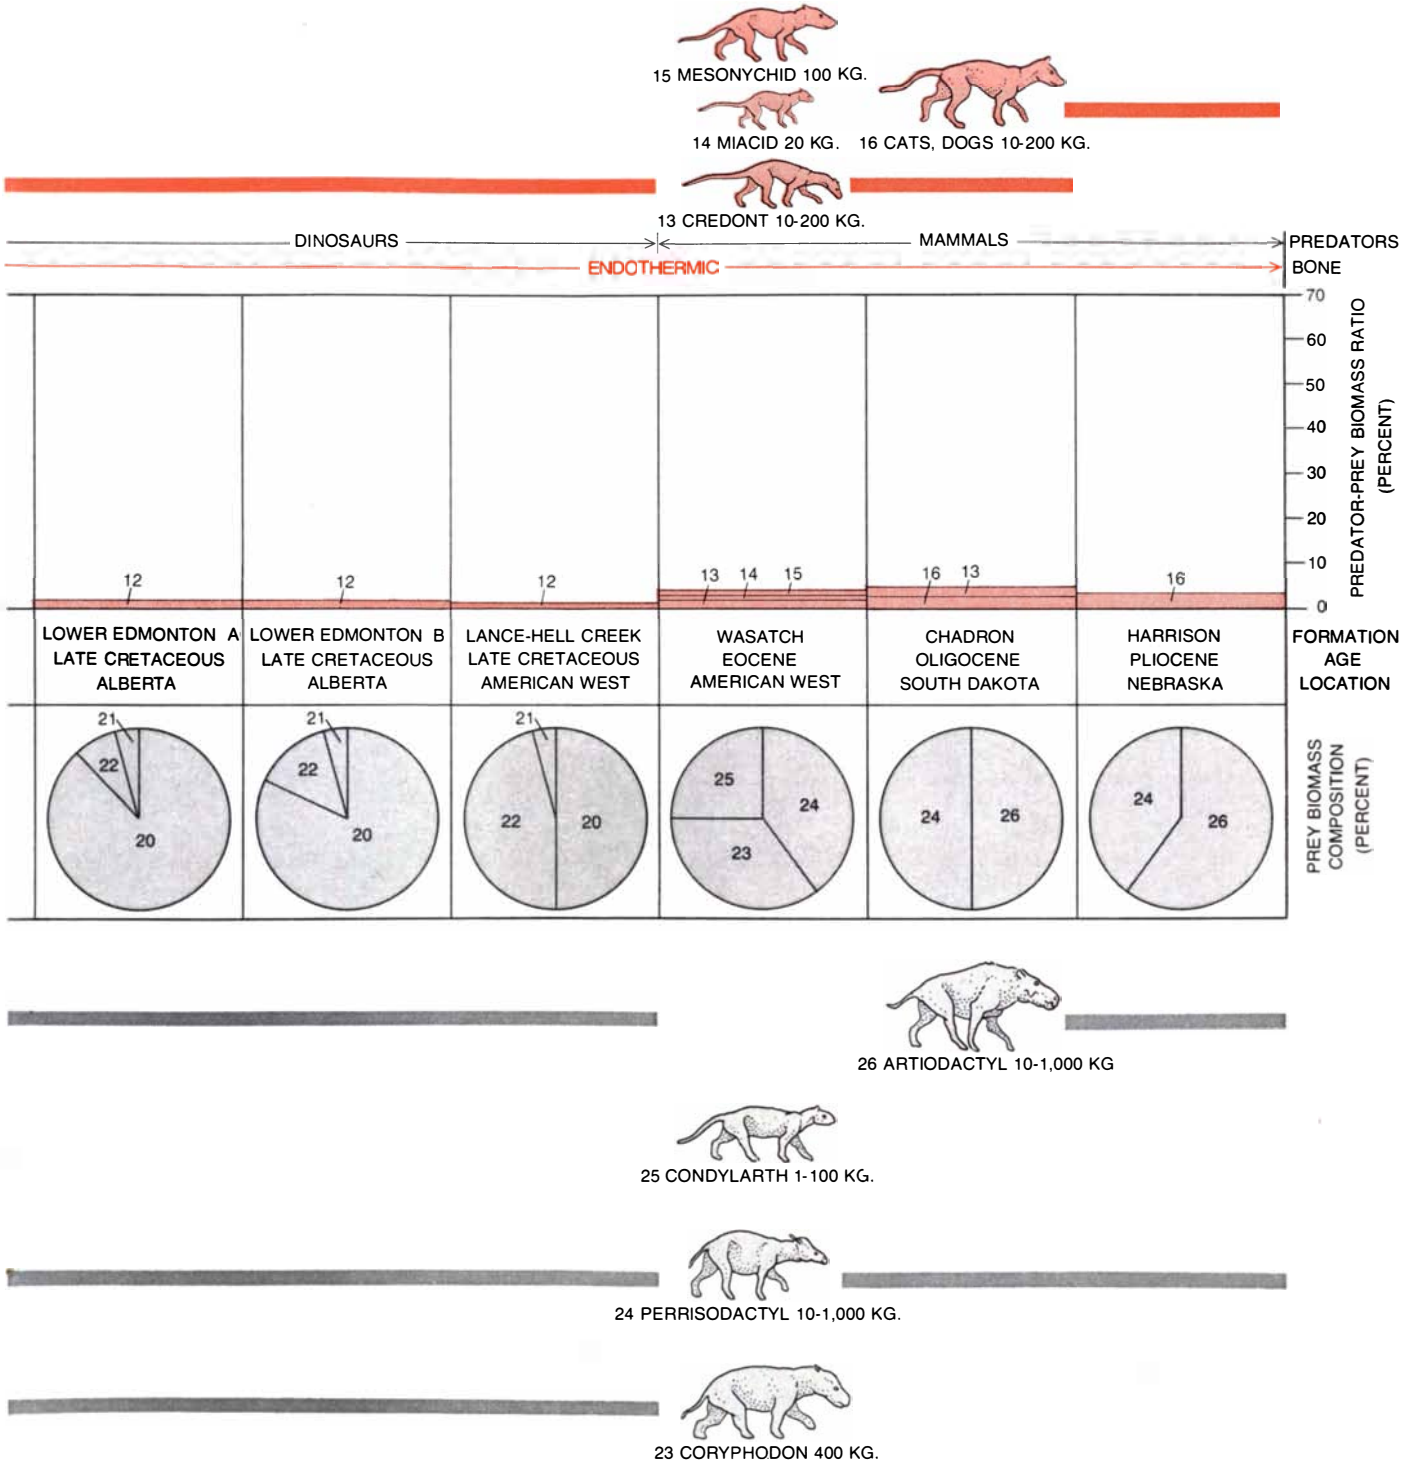 15 MESONYCHID 100 KG.
14 MIACID 20 KG.
16 CATS, DOGS 10-200 KG.
13 CREDONT 10-200 KG.
DINOSAURS
MAMMALS
PREDATORS
ENDOTHERMIC
BONE
70
60
50
40
30
20
10
0
PREDATOR-PREY BIOMASS RATIO
(PERCENT)
12
12
12
13
14
15
16
13
16
LOWER EDMONTON A
LATE CRETACEOUS
ALBERTA
LOWER EDMONTON B
LATE CRETACEOUS
ALBERTA
LANCE-HELL CREEK
LATE CRETACEOUS
AMERICAN WEST
WASATCH
EOCENE
AMERICAN WEST
CHADRON
OLIGOCENE
SOUTH DAKOTA
HARRISON
PLIOCENE
NEBRASKA
FORMATION
AGE
LOCATION
21
22
20
21
22
20
21
22
20
25
24
23
24
26
24
26
PREY BIOMASS
COMPOSITION
(PERCENT)
26 ARTIODACTYL 10-1,000 KG
25 CONDYLARTH 1-100 KG.
24 PERRISODACTYL 10-1,000 KG.
23 CORYPHODON 400 KG.